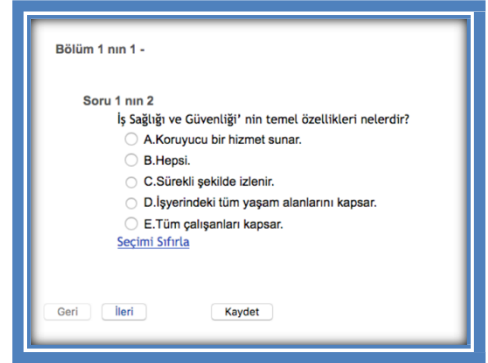 Bölüm 1 nın 1 -
Soru 1 nın 2
İş Sağlığı ve Güvenliği' nin temel özellikleri nelerdir?
A.Koruyucu bir hizmet sunar.
B.Hepsi.
C.Sürekli şekilde izlenir.
D.İşyerindeki tüm yaşam alanlarını kapsar.
E.Tüm çalışanları kapsar.
Seçimi Sıfırla
Geri İleri Kaydet